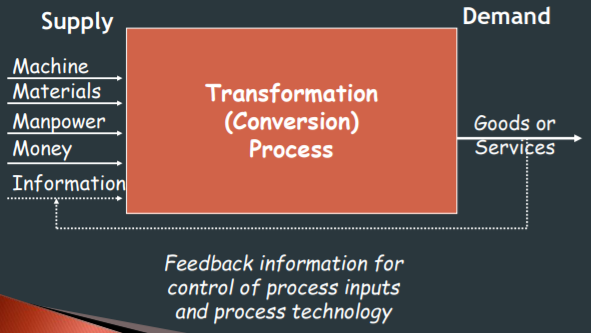 Supply
Demand
Machine
Materials
Manpower
Money
Information
Transformation
(Conversion)
Process
Goods or
Services
Feedback information for
control of process inputs
and process technology